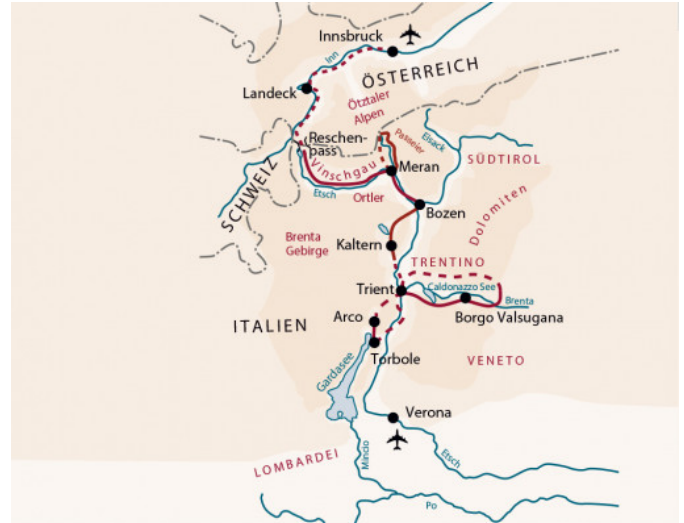 Innsbruck
Inn
ÖSTERREICH
Landeck
Ötztaler
Alpen
Reschen-
pass
Passeier
Eisack
SÜDTIROL
Vinschgau
Meran
SCHWEIZ
Etsch
Ortler
Bozen
Dolomiten
Brenta
Gebirge
Kaltern
TRENTINO
Trient
Caldonazzo See
Brenta
Arco
Borgo Valsugana
ITALIEN
Torbole
VENETO
Gardasee
Verona
LOMBARDEI
Mincio
Etsch
Po